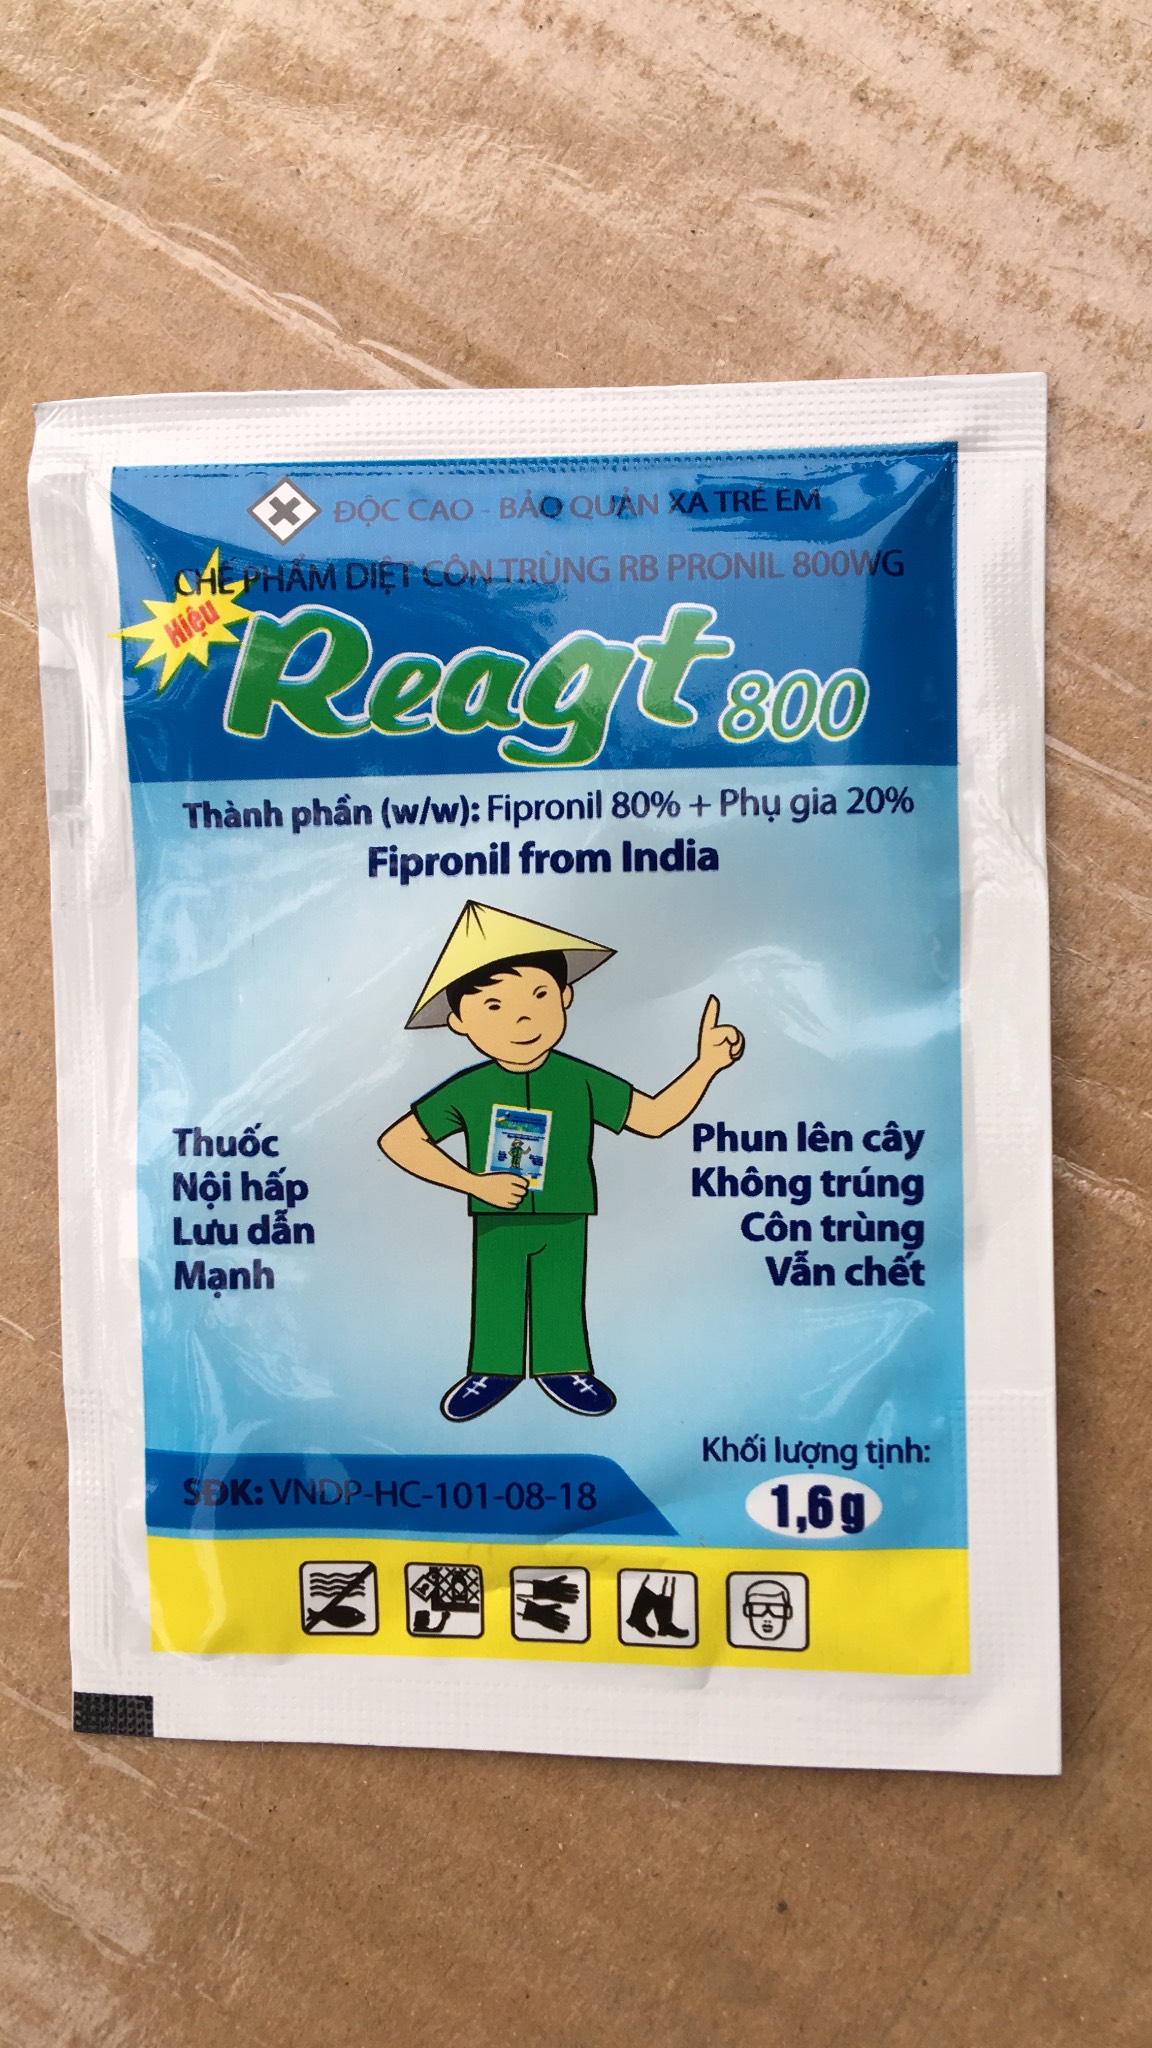 ĐỘC CAO - BẢO QUẢN XA TRẺ EM
CHẾ PHẨM DIỆT CÔN TRÙNG RB PRONIL 800WG
Hiệu
Reagt 800
Thành phần (w/w): Fipronil 80% + Phụ gia 20%
Fipronil from India
Thuốc
Nội hấp
Lưu dẫn
Mạnh
Phun lên cây
Không trúng
Côn trùng
Vẫn chết
Khối lượng tịnh:
1,6 g
SĐK: VNDP-HC-101-08-18